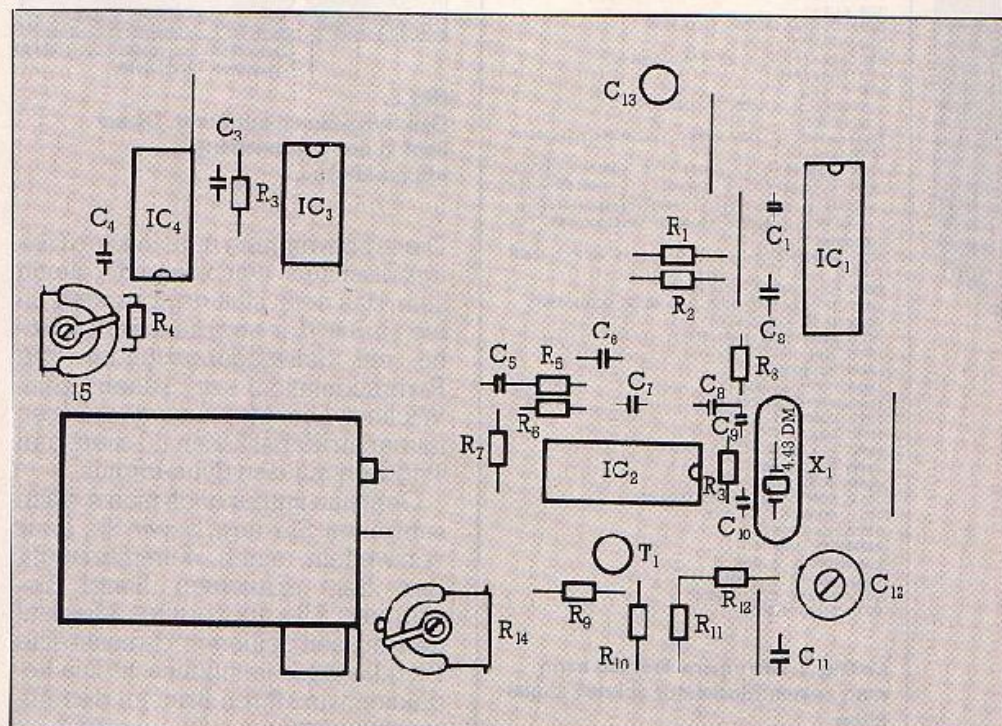 C₁₃
C₃
R₃
IC₃
IC₄
C₄
R₄
15
R₁
R₂
C₁
C₂
IC₁
R₃
C₆
C₅
R₅
C₇
R₆
R₇
C₈
C₉
IC₂
R₃
C₁₀
4.43 DM
X₁
T₁
R₉
R₁₀
R₁₁
R₁₂
C₁₂
C₁₁
R₁₄